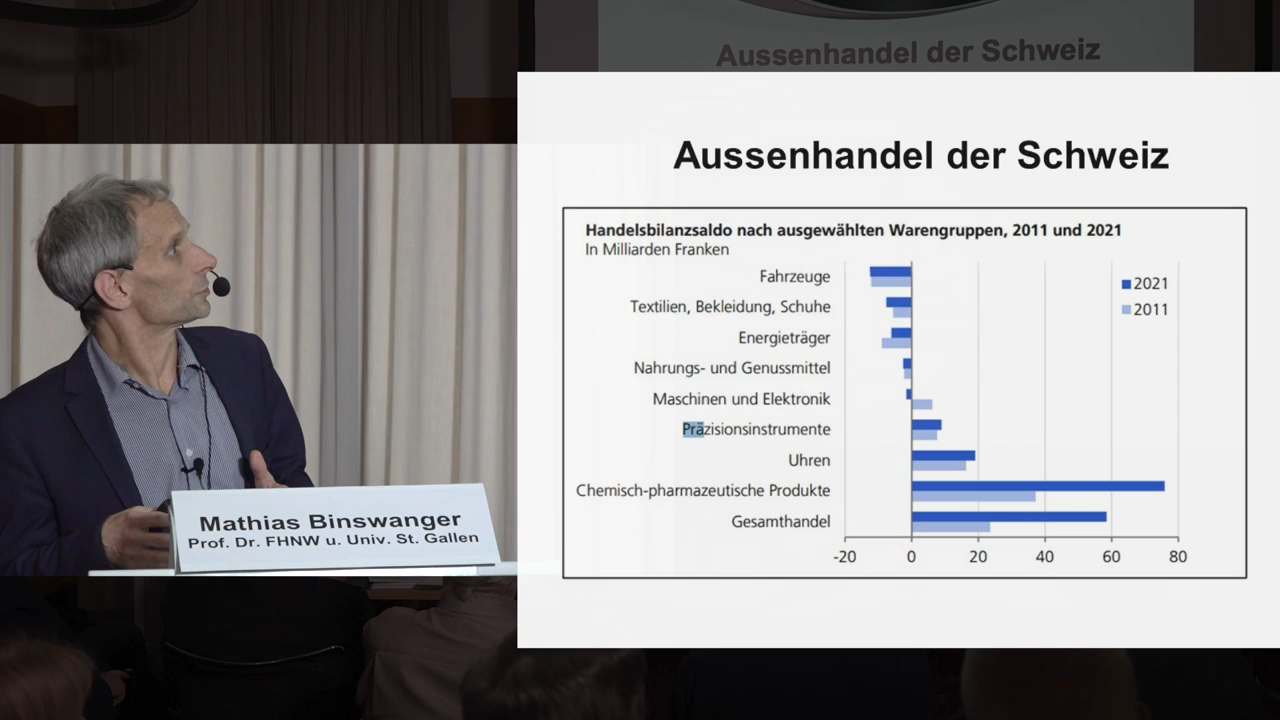 Aussenhandel der Schweiz
Aussenhandel der Schweiz
Handelsbilanzsaldo nach ausgewählten Warengruppen, 2011 und 2021
In Milliarden Franken
Fahrzeuge
Textilien, Bekleidung, Schuhe
Energieträger
Nahrungs- und Genussmittel
Maschinen und Elektronik
Präzisionsinstrumente
Uhren
Chemisch-pharmazeutische Produkte
Gesamthandel
2021
2011
-20 0 20 40 60 80
Mathias Binswanger
Prof. Dr. FHNW u. Univ. St. Gallen